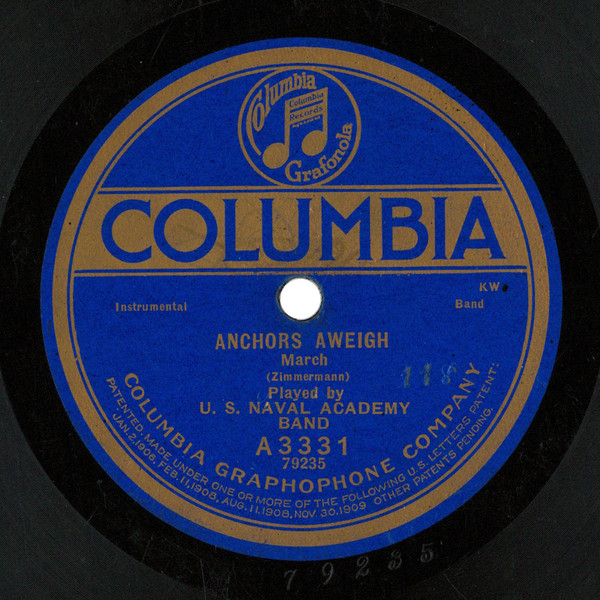 Columbia
Columbia
Records
Grafonola
COLUMBIA
KW
Instrumental
Band
ANCHORS AWEIGH
March
(Zimmermann)
118
Played by
U. S. NAVAL ACADEMY
BAND
A3331
79235
COLUMBIA GRAPHOPHONE COMPANY
PATENTED, MADE UNDER ONE OR MORE OF THE FOLLOWING U.S. LETTERS PATENT:
JAN.2,1906, FEB.11,1908, AUG.11,1908, NOV.30,1909 OTHER PATENTS PENDING.
79235